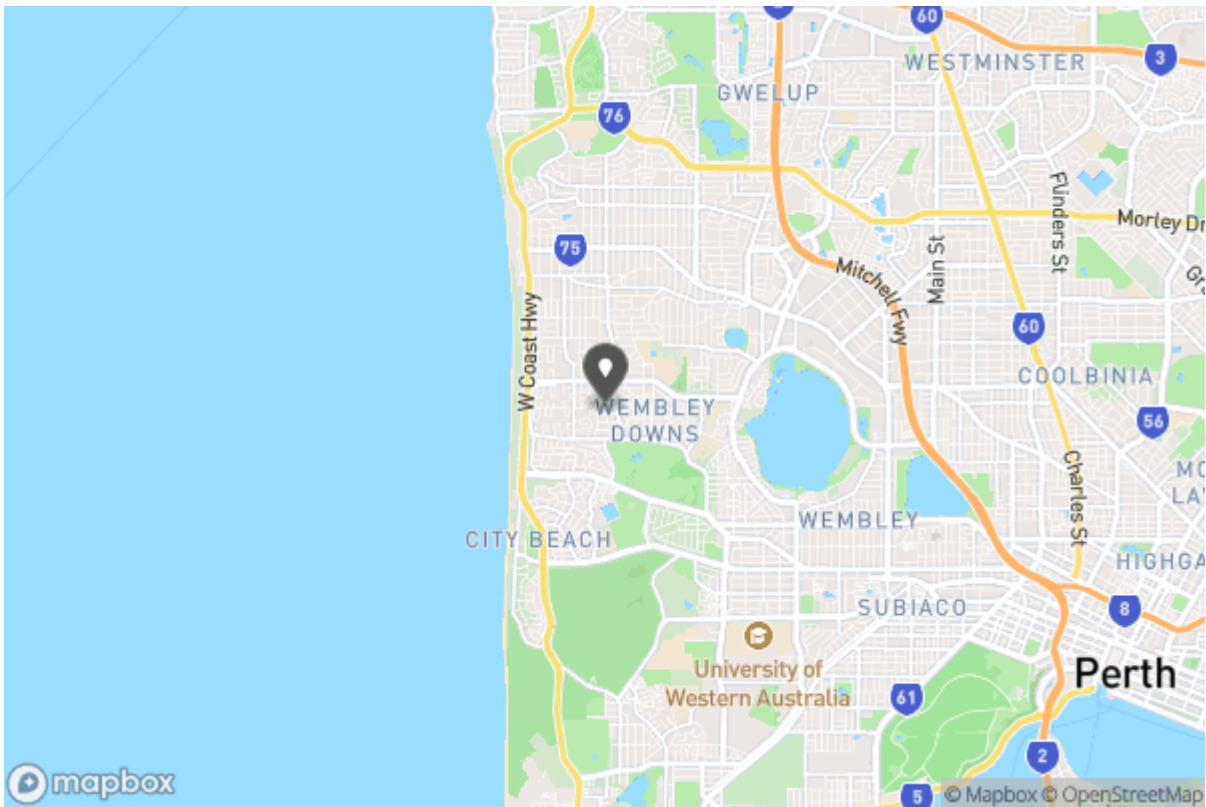 60
WESTMINSTER
3
GWELUP
76
Flinders St
Morley Dr
75
Main St
Mitchell Fwy
W Coast Hwy
60
COOLBINIA
WEMBLEY
DOWNS
56
Charles St
WEMBLEY
CITY BEACH
HIGHGA
SUBIACO
8
University of
Western Australia
Perth
61
2
5
mapbox
© Mapbox © OpenStreetMap